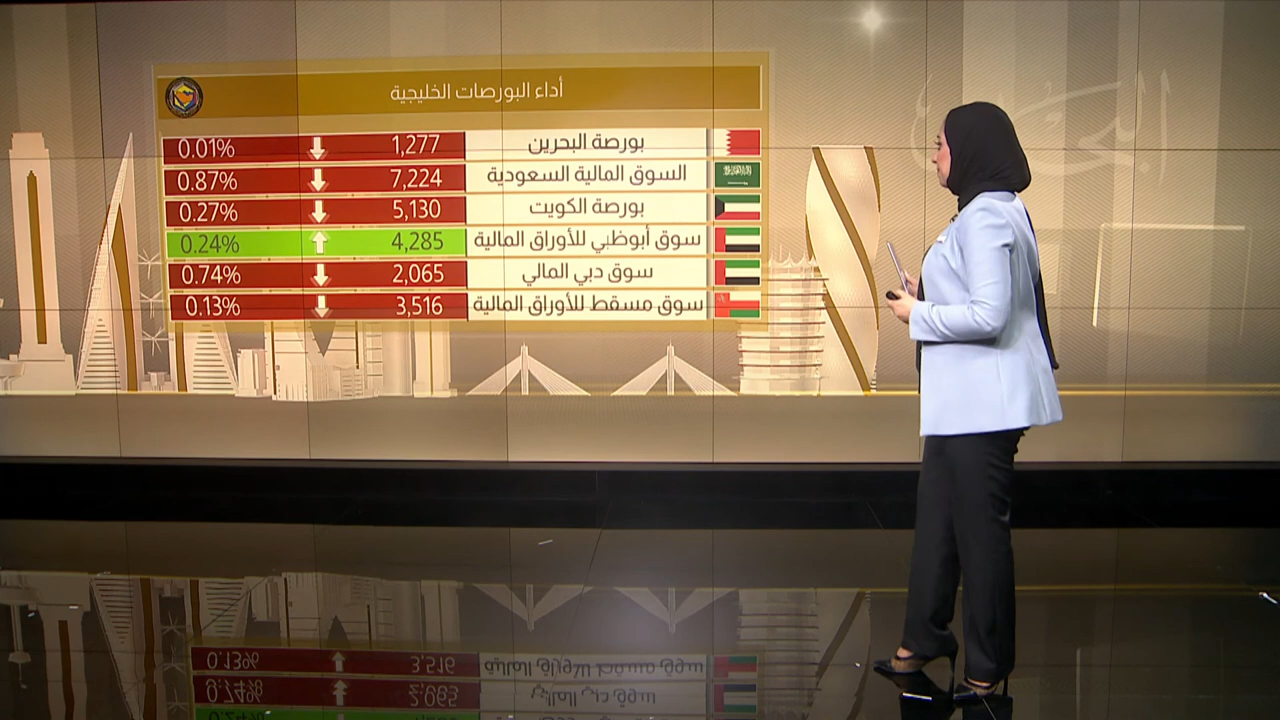 أداء البورصات الخليجية
بورصة البحرين 1,277 0.01%
السوق المالية السعودية 7,224 0.87%
بورصة الكويت 5,130 0.27%
سوق أبوظبي للأوراق المالية 4,285 0.24%
سوق دبي المالي 2,065 0.74%
سوق مسقط للأوراق المالية 3,516 0.13%